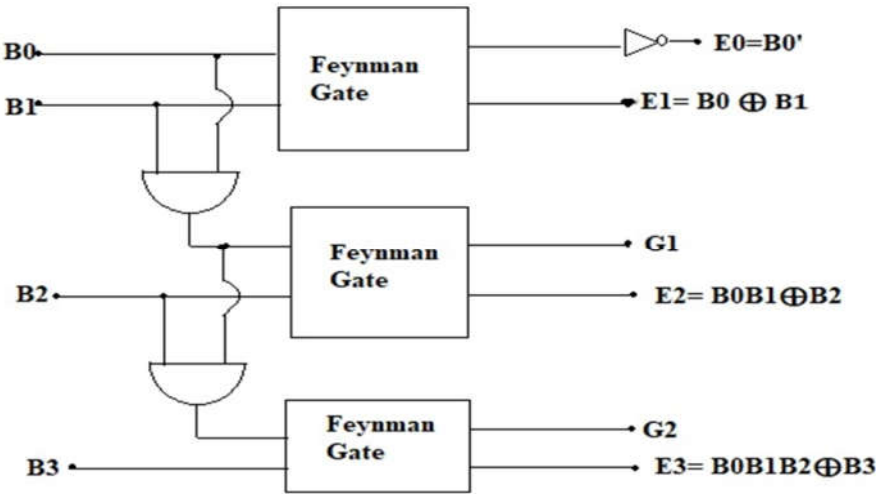 B0
Feynman
Gate
E0=B0'
B1
E1= B0 ⊕ B1
Feynman
Gate
G1
B2
E2= B0B1⊕B2
Feynman
Gate
G2
B3
E3= B0B1B2⊕B3